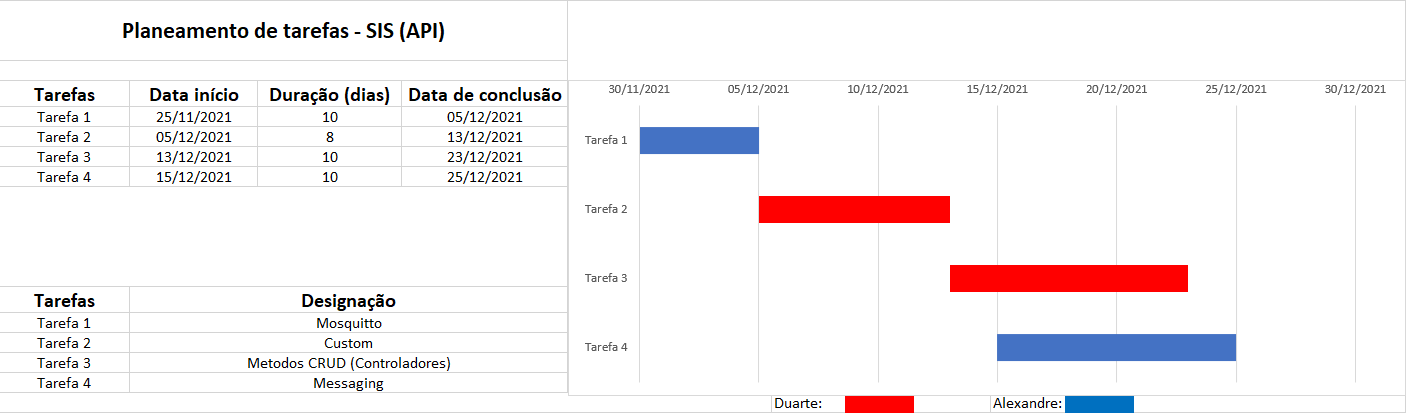 Planeamento de tarefas - SIS (API)
Tarefas Data início Duração (dias) Data de conclusão
Tarefa 1 25/11/2021 10 05/12/2021
Tarefa 2 05/12/2021 8 13/12/2021
Tarefa 3 13/12/2021 10 23/12/2021
Tarefa 4 15/12/2021 10 25/12/2021
Tarefas Designação
Tarefa 1 Mosquitto
Tarefa 2 Custom
Tarefa 3 Metodos CRUD (Controladores)
Tarefa 4 Messaging
30/11/2021 05/12/2021 10/12/2021 15/12/2021 20/12/2021 25/12/2021 30/12/2021
Tarefa 1
Tarefa 2
Tarefa 3
Tarefa 4
Duarte: Alexandre: